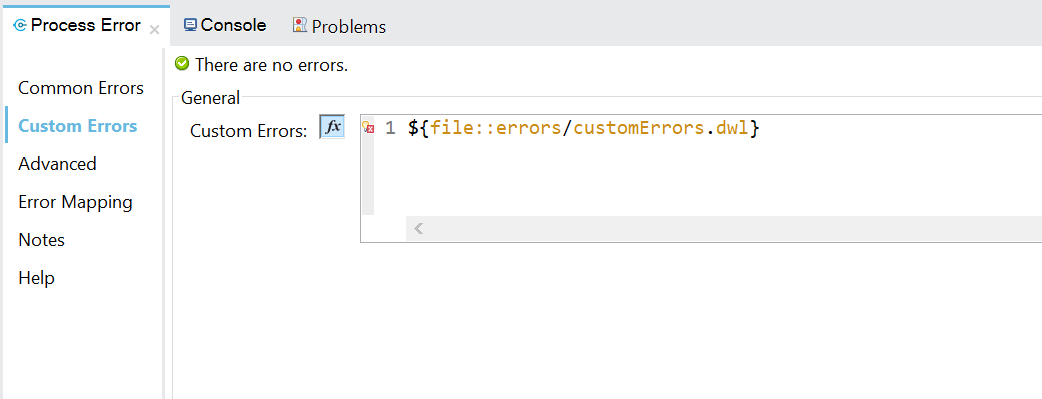 Process Error Console Problems
There are no errors.
General
Common Errors
Custom Errors
Advanced
Error Mapping
Notes
Help
Custom Errors: fx 1 ${file::errors/customErrors.dwl}